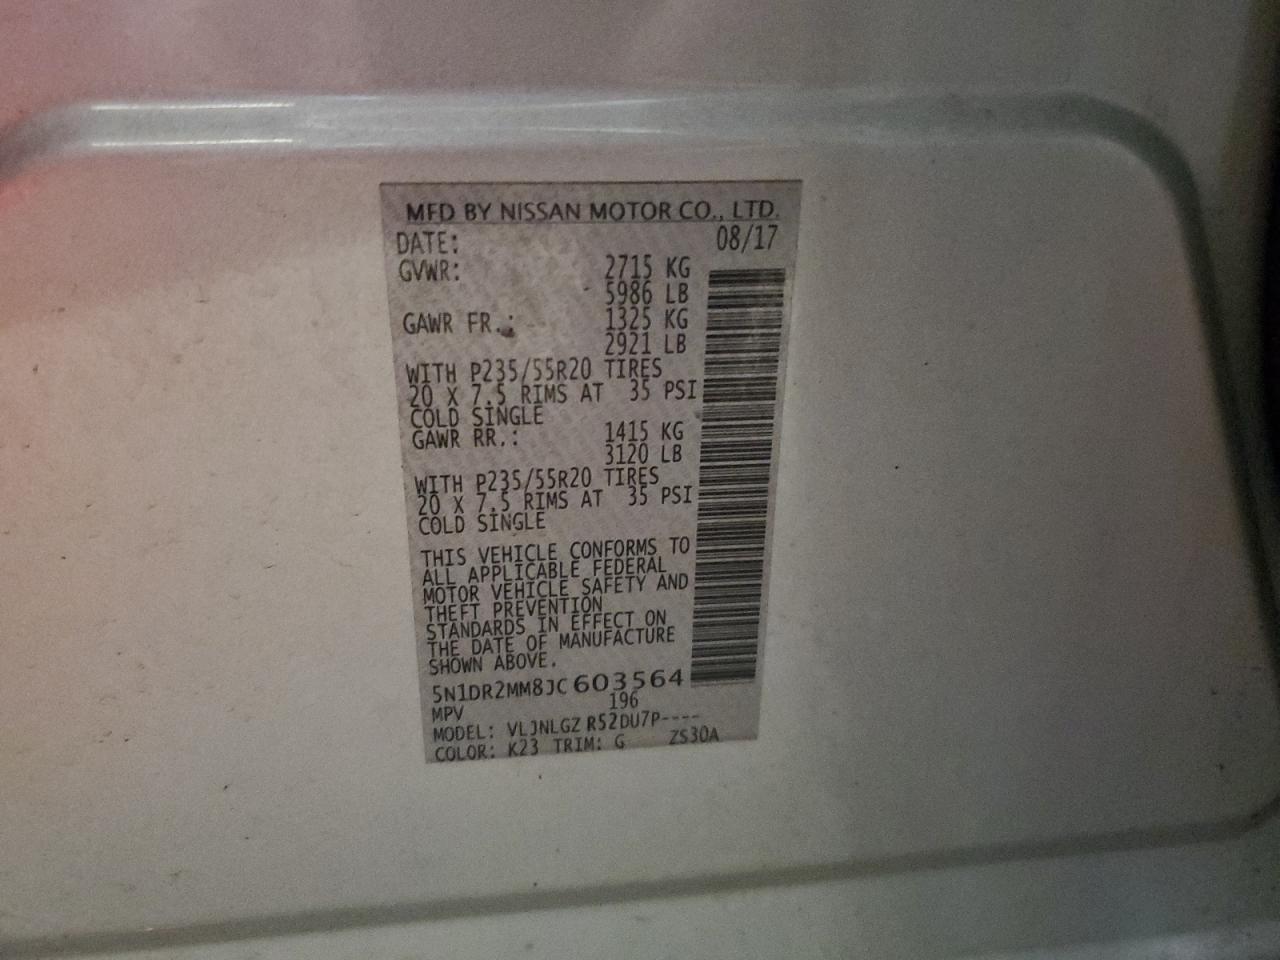 MFD BY NISSAN MOTOR CO., LTD.
DATE: 08/17
GVWR: 2715 KG
5986 LB
GAWR FR.: 1325 KG
2921 LB
WITH P235/55R20 TIRES
20 X 7.5 RIMS AT 35 PSI
COLD SINGLE
GAWR RR.: 1415 KG
3120 LB
WITH P235/55R20 TIRES
20 X 7.5 RIMS AT 35 PSI
COLD SINGLE
THIS VEHICLE CONFORMS TO
ALL APPLICABLE FEDERAL
MOTOR VEHICLE SAFETY AND
THEFT PREVENTION
STANDARDS IN EFFECT ON
THE DATE OF MANUFACTURE
SHOWN ABOVE.
5N1DR2MM8JC603564
MPV 196
MODEL: VLJNLGZ R52DU7P----
COLOR: K23 TRIM: G ZS30A